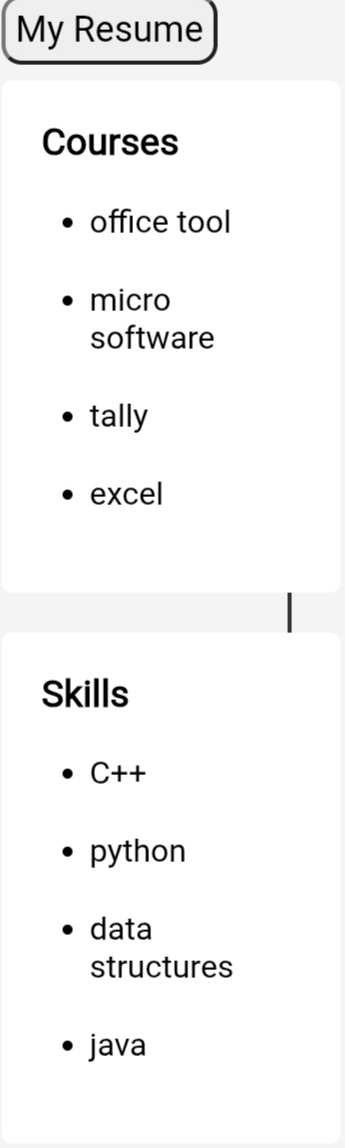 My Resume
Courses
office tool
micro
software
tally
excel
Skills
C++
python
data
structures
java